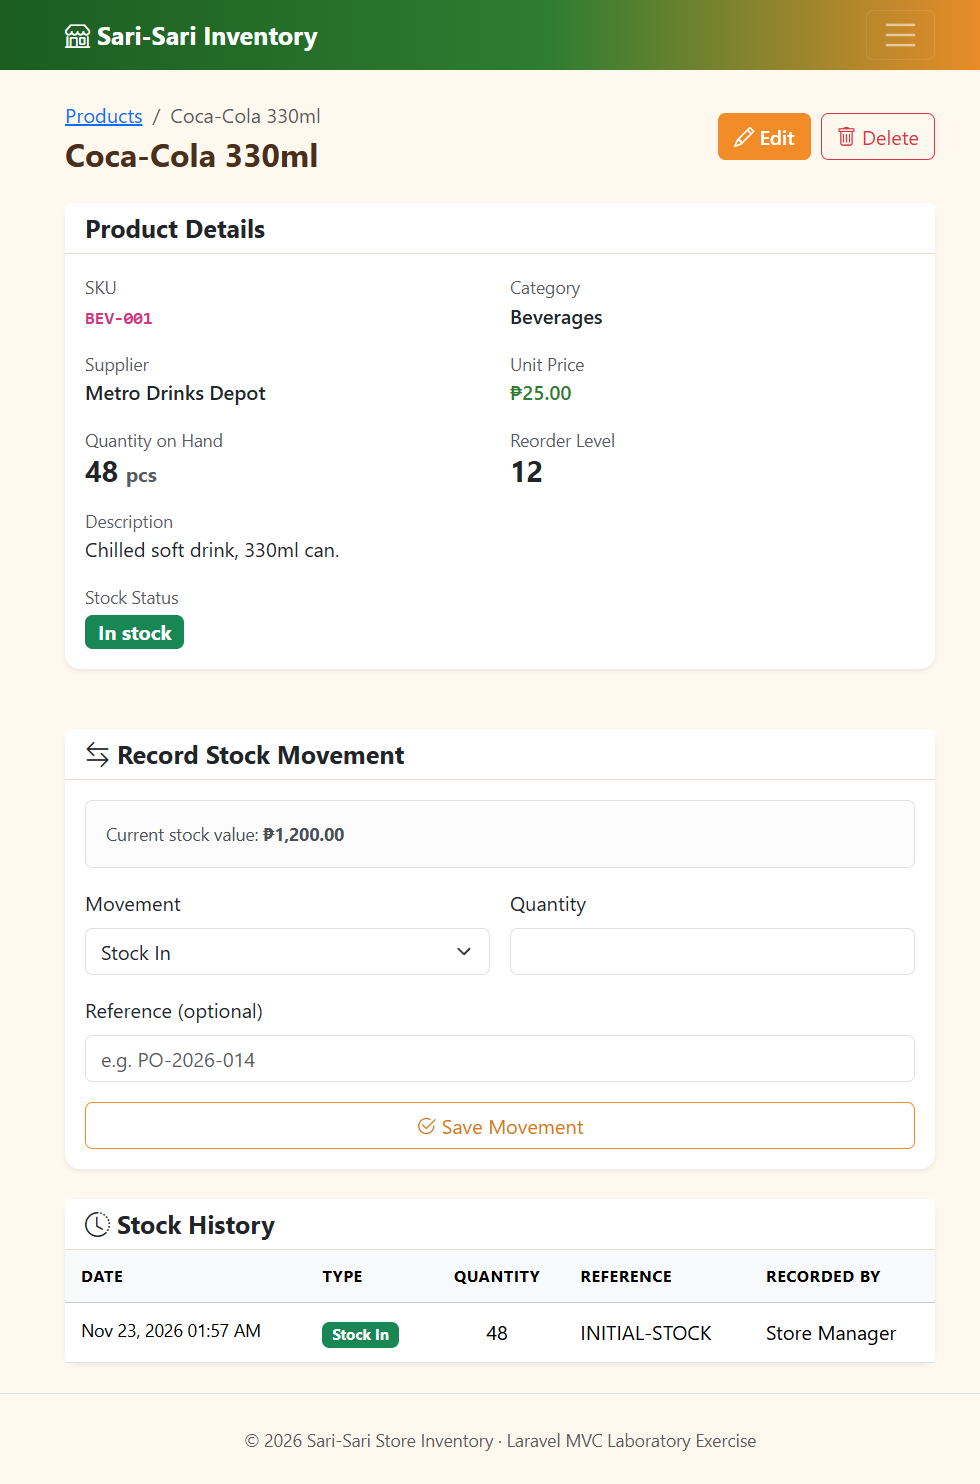 Sari-Sari Inventory
Products / Coca-Cola 330ml
Coca-Cola 330ml
Edit
Delete
Product Details
SKU
BEV-001
Category
Beverages
Supplier
Metro Drinks Depot
Unit Price
₱25.00
Quantity on Hand
48 pcs
Reorder Level
12
Description
Chilled soft drink, 330ml can.
Stock Status
In stock
Record Stock Movement
Current stock value: ₱1,200.00
Movement
Stock In
Quantity
Reference (optional)
e.g. PO-2026-014
Save Movement
Stock History
DATE TYPE QUANTITY REFERENCE RECORDED BY
Nov 23, 2026 01:57 AM Stock In 48 INITIAL-STOCK Store Manager
© 2026 Sari-Sari Store Inventory · Laravel MVC Laboratory Exercise